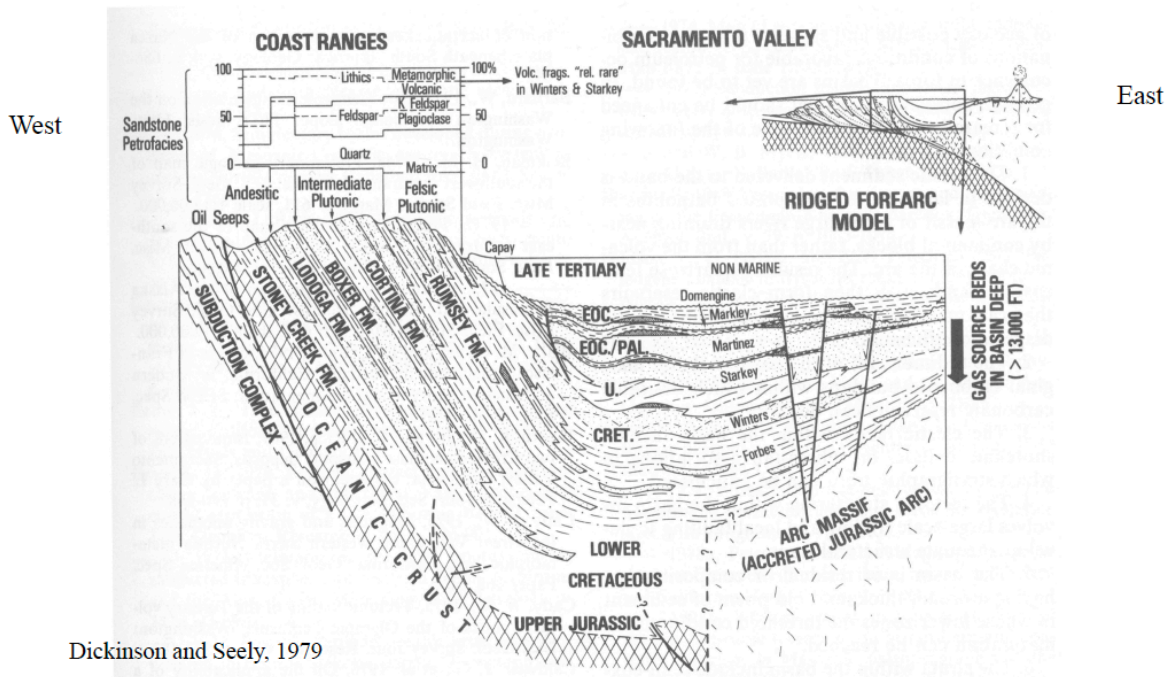 COAST RANGES
SACRAMENTO VALLEY
West
East
Sandstone
Petrofacies
100
50
0
Lithics
Metamorphic
Volcanic
K Feldspar
Feldspar
Plagioclase
Quartz
Matrix
100%
50
0
Volc. frags. "rel. rare"
in Winters & Starkey
Andesitic
Intermediate
Plutonic
Felsic
Plutonic
Oil Seeps
RIDGED FOREARC
MODEL
SUBDUCTION COMPLEX
STONEY CREEK FM.
LODOGA FM.
BOXER FM.
CORTINA FM.
RUMSEY FM.
Capay
LATE TERTIARY
NON MARINE
Domengine
EOC.
Markley
EOC./PAL.
Martinez
Starkey
U.
Winters
CRET.
Forbes
GAS SOURCE BEDS
IN BASIN DEEP
( > 13,000 FT)
OCEANIC CRUST
ARC MASSIF
(ACCRETED JURASSIC ARC)
LOWER
CRETACEOUS
UPPER JURASSIC
Dickinson and Seely, 1979